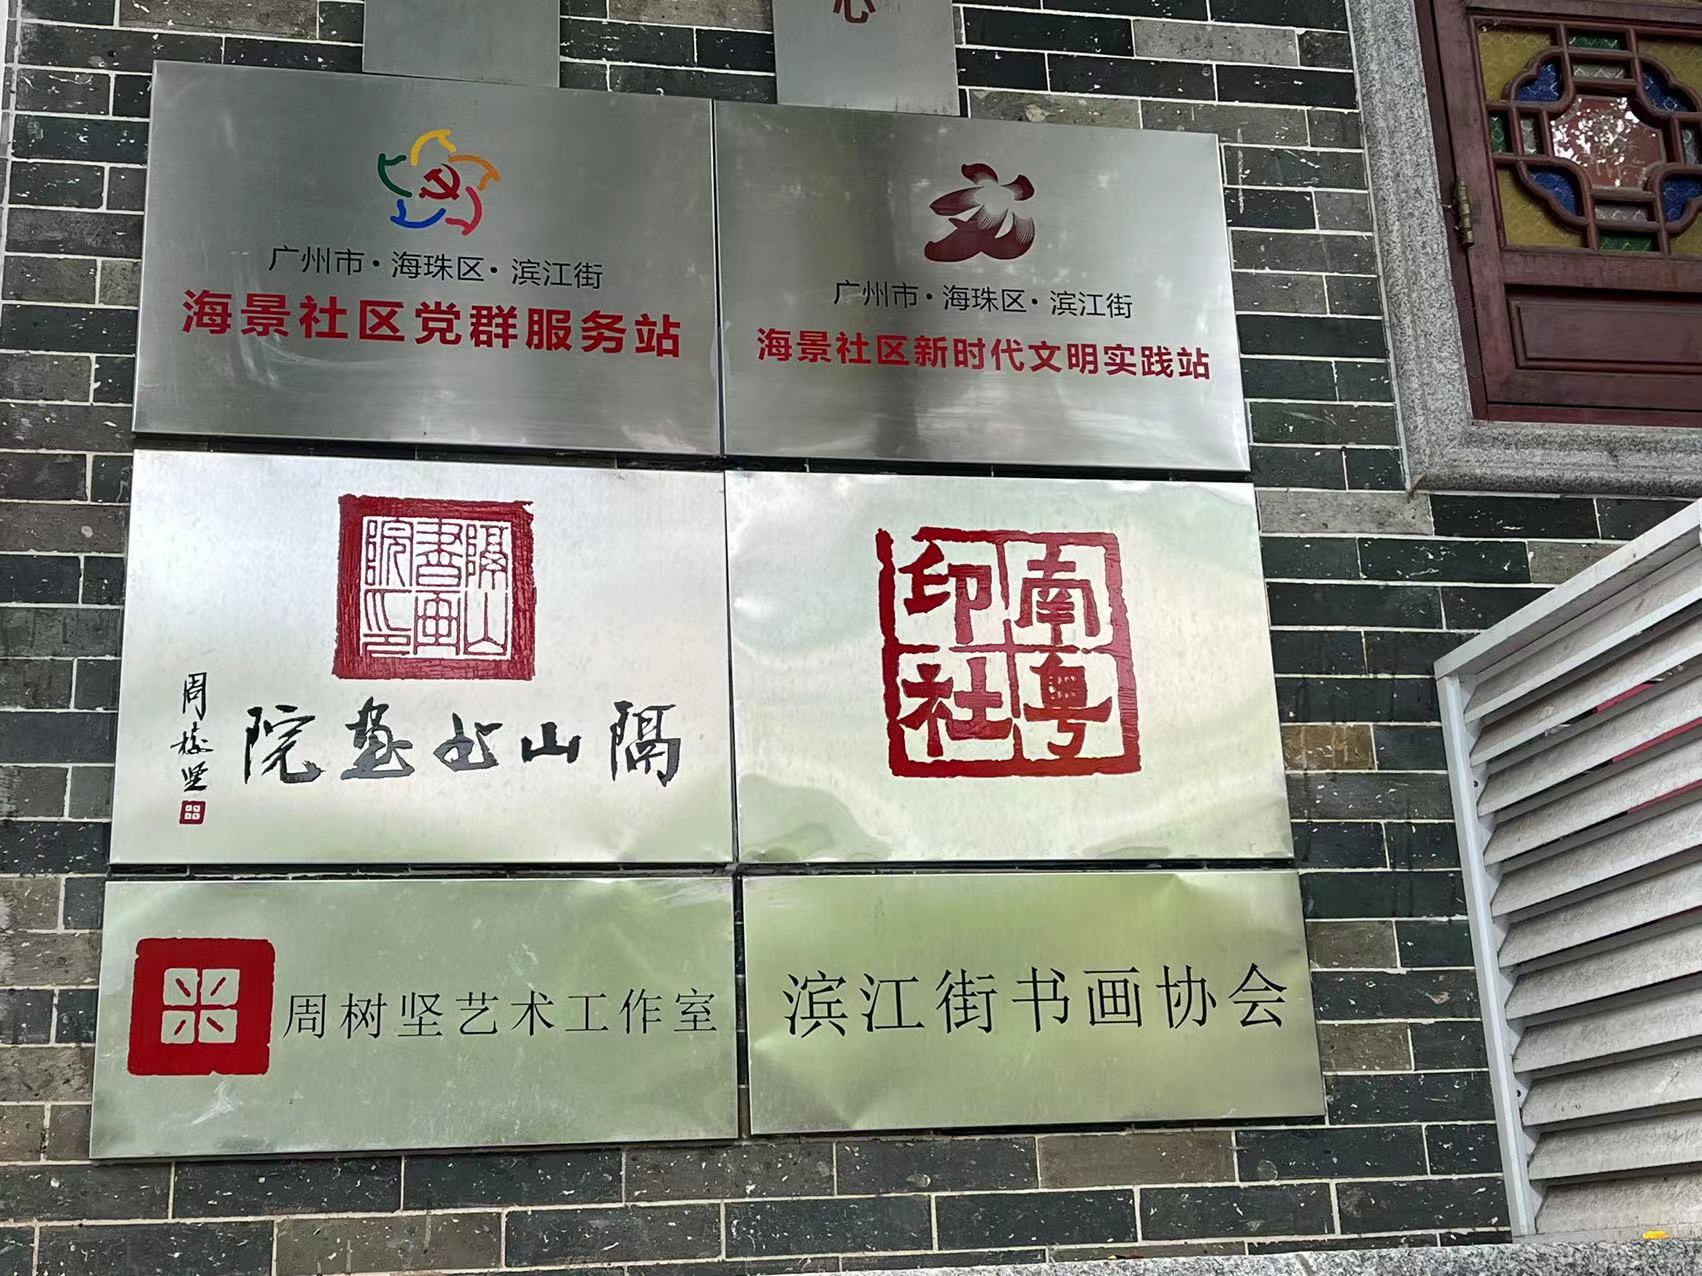 心
广州市·海珠区·滨江街
海景社区党群服务站
广州市·海珠区·滨江街
海景社区新时代文明实践站
隔山書画院印
隔山书画院
周树坚
南粤印社
周树坚艺术工作室
滨江街书画协会